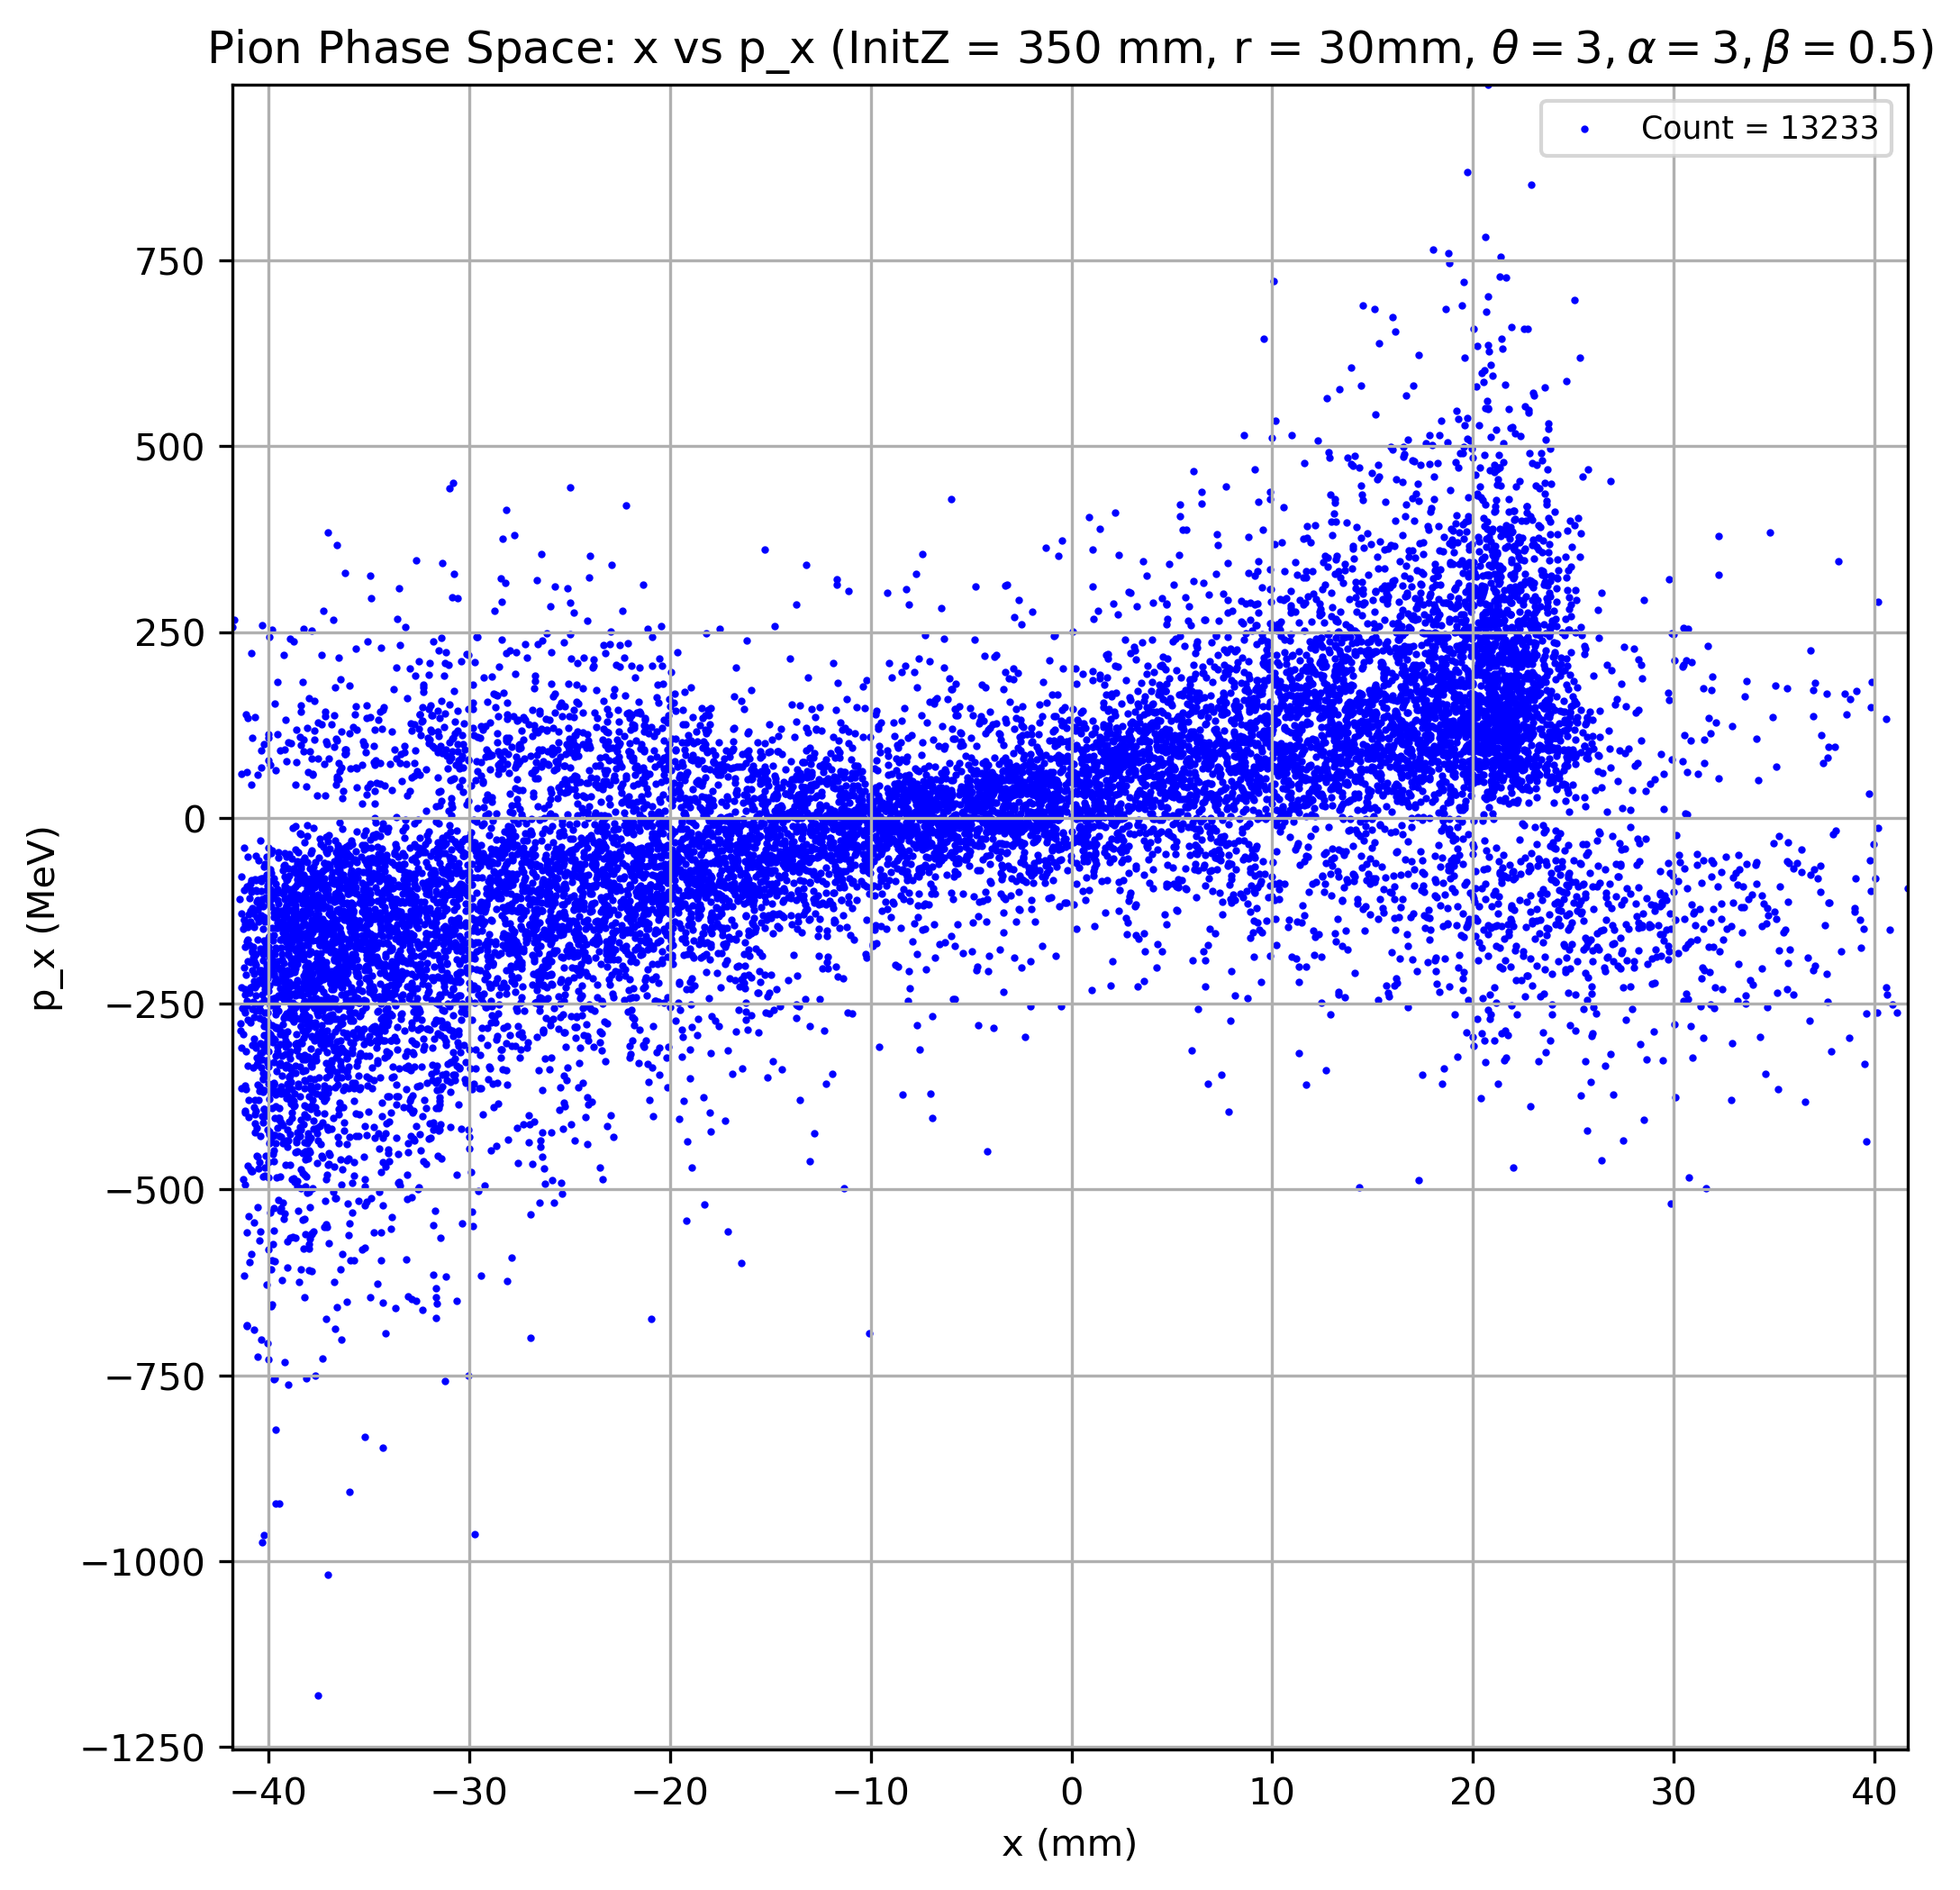 Pion Phase Space: x vs p_x (InitZ = 350 mm, r = 30mm, θ = 3, α = 3, β = 0.5)
Count = 13233
750
500
250
0
−250
−500
−750
−1000
−1250
p_x (MeV)
−40 −30 −20 −10 0 10 20 30 40
x (mm)